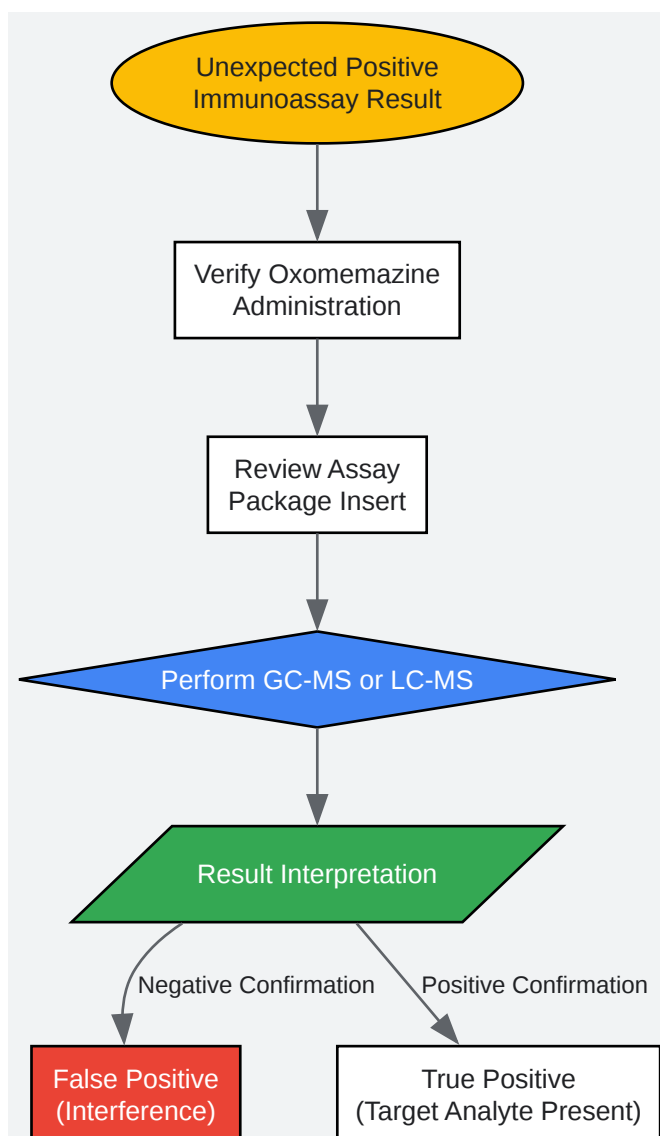 Unexpected Positive
Immunoassay Result
Verify Oxomemazine
Administration
Review Assay
Package Insert
Perform GC-MS or LC-MS
Result Interpretation
Negative Confirmation
Positive Confirmation
False Positive
(Interference)
True Positive
(Target Analyte Present)